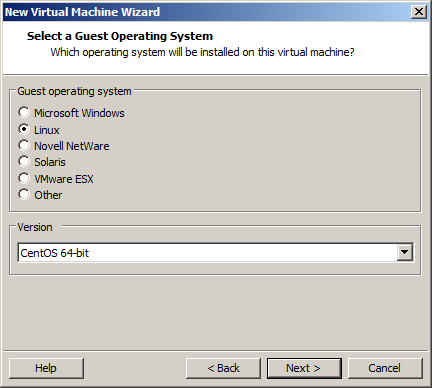 New Virtual Machine Wizard
Select a Guest Operating System
Which operating system will be installed on this virtual machine?
Guest operating system
Microsoft Windows
Linux
Novell NetWare
Solaris
VMware ESX
Other
Version
CentOS 64-bit
Help
< Back
Next >
Cancel